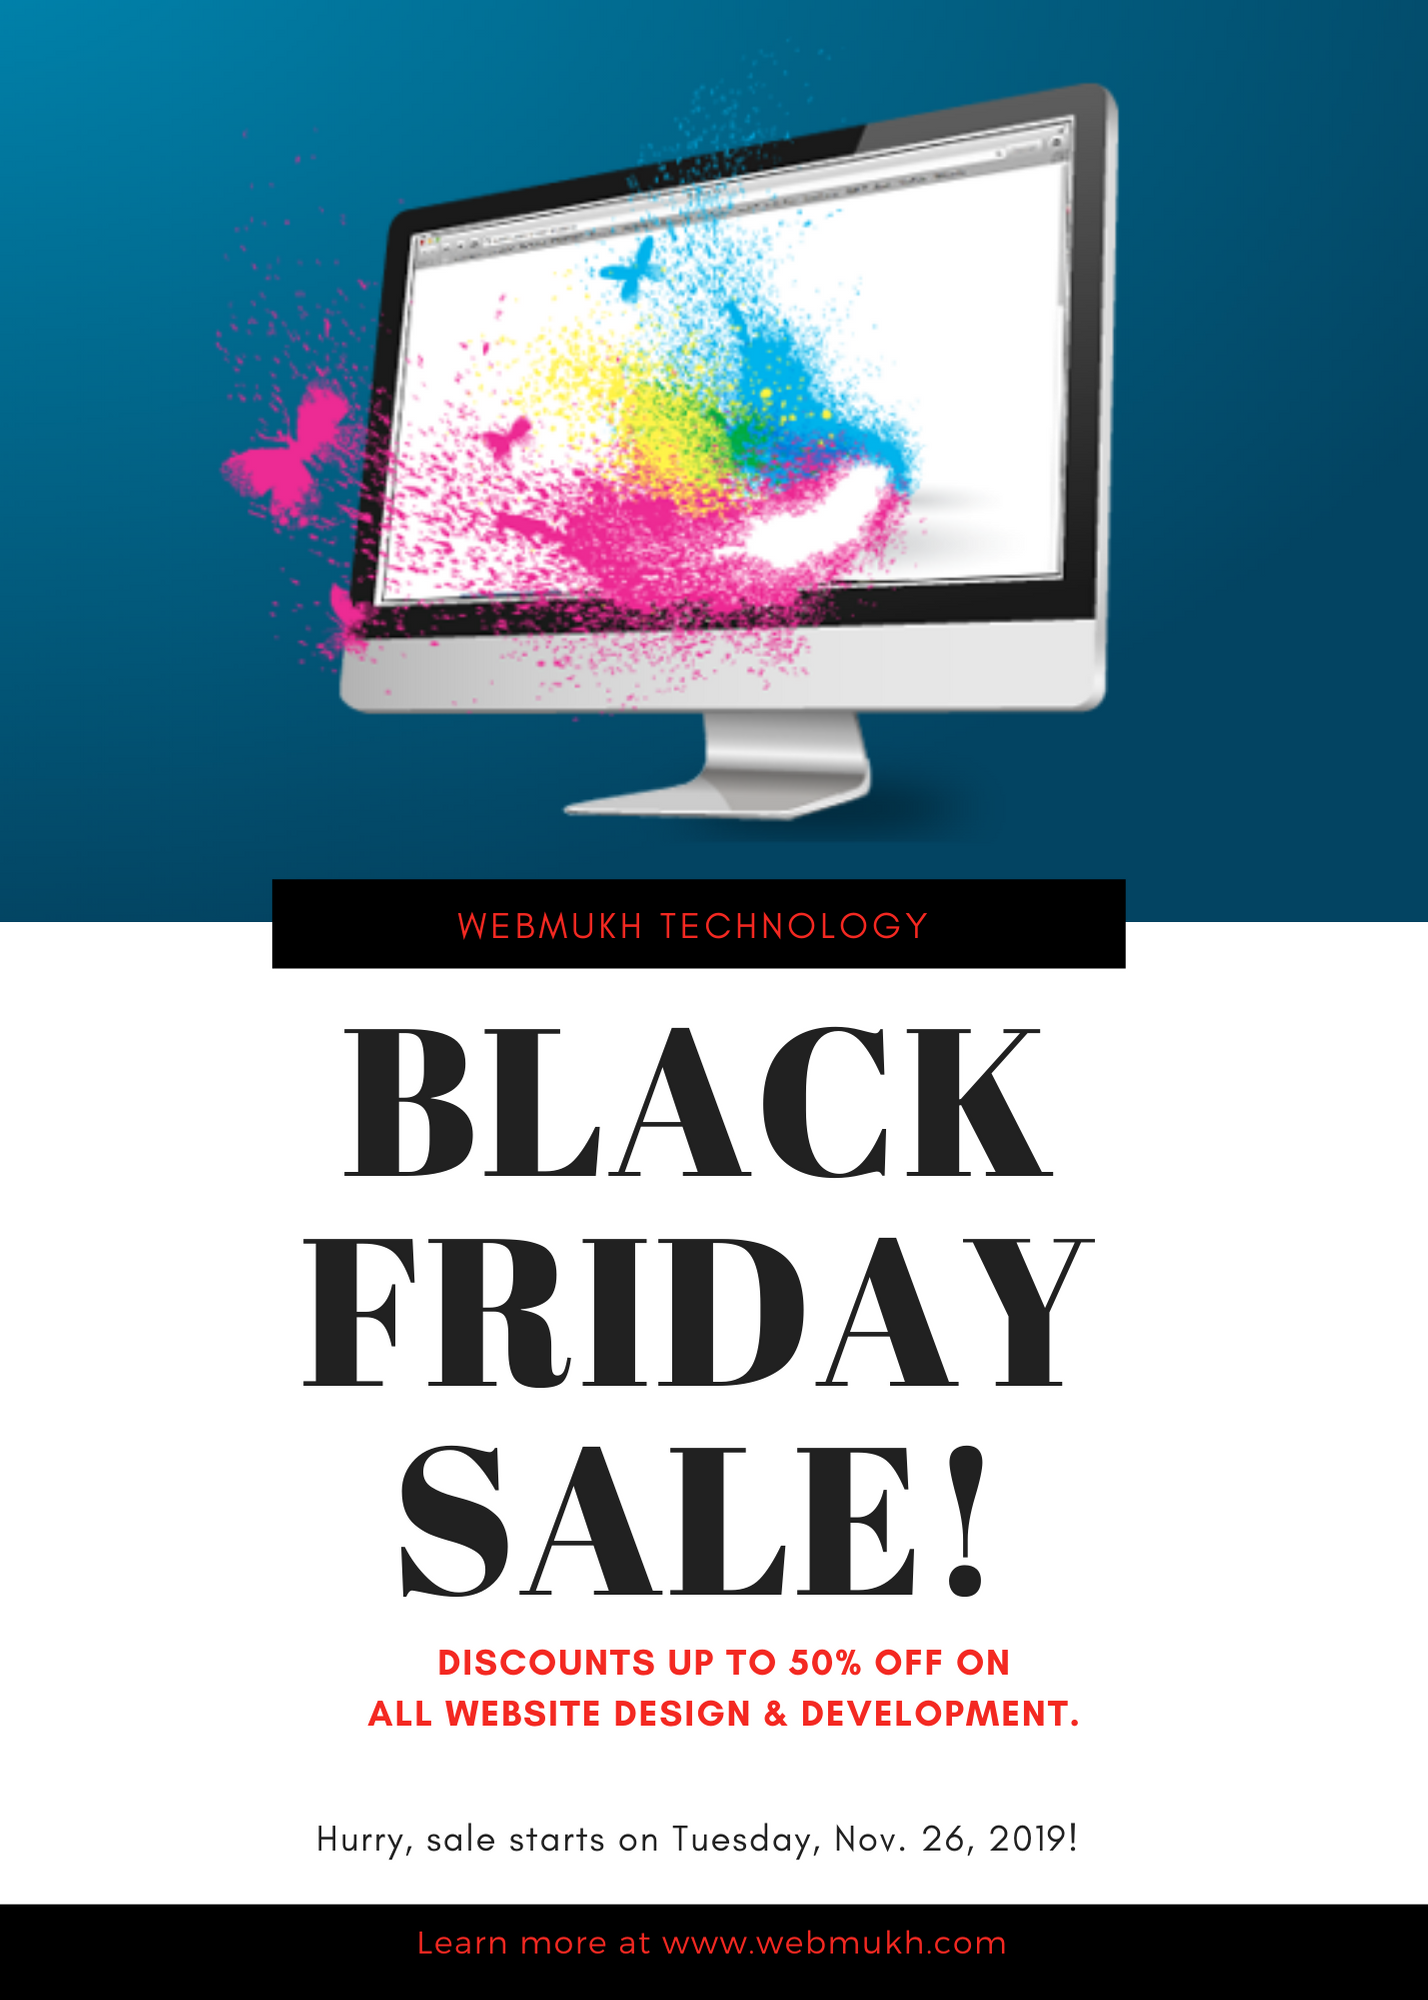 WEBMUKH TECHNOLOGY
BLACK
FRIDAY
SALE!
DISCOUNTS UP TO 50% OFF ON
ALL WEBSITE DESIGN & DEVELOPMENT.
Hurry, sale starts on Tuesday, Nov. 26, 2019!
Learn more at www.webmukh.com